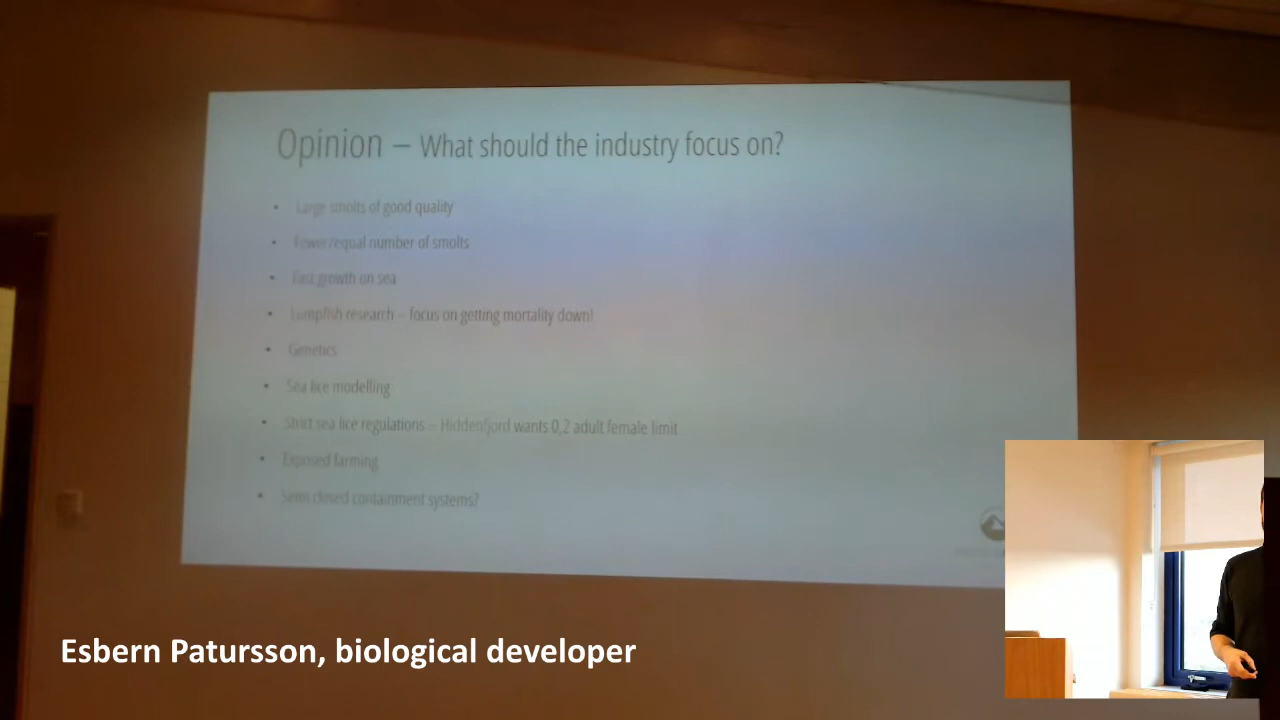 Opinion – What should the industry focus on?
• Large smolts of good quality
• Fewer/equal number of smolts
• Fast growth on sea
• Lumpfish research – focus on getting mortality down!
• Genetics
• Sea lice modelling
• Strict sea lice regulations – Hiddenfjord wants 0,2 adult female limit
• Exposed farming
• Semi closed containment systems?
Esbern Patursson, biological developer